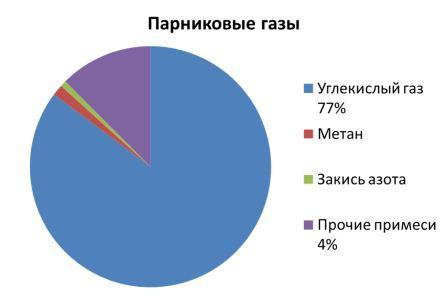 Парниковые газы
Углекислый газ
77%
Метан
Закись азота
Прочие примеси
4%